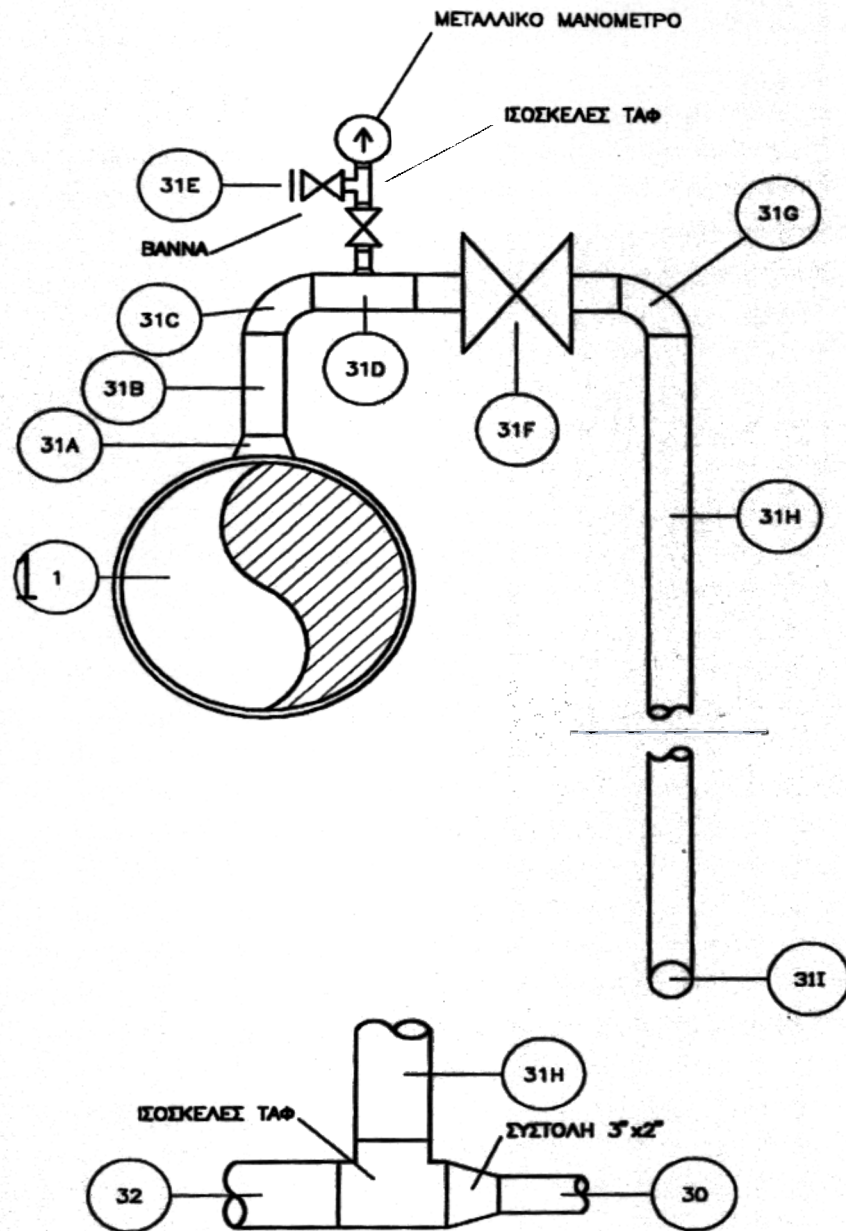 ΜΕΤΑΛΛΙΚΟ ΜΑΝΟΜΕΤΡΟ
ΙΣΟΣΚΕΛΕΣ ΤΑΦ
31E
31G
ΒΑΝΝΑ
31C
31D
31B
31F
31A
31H
1
31I
31H
ΙΣΟΣΚΕΛΕΣ ΤΑΦ
ΣΥΣΤΟΛΗ 3"x2"
32
30